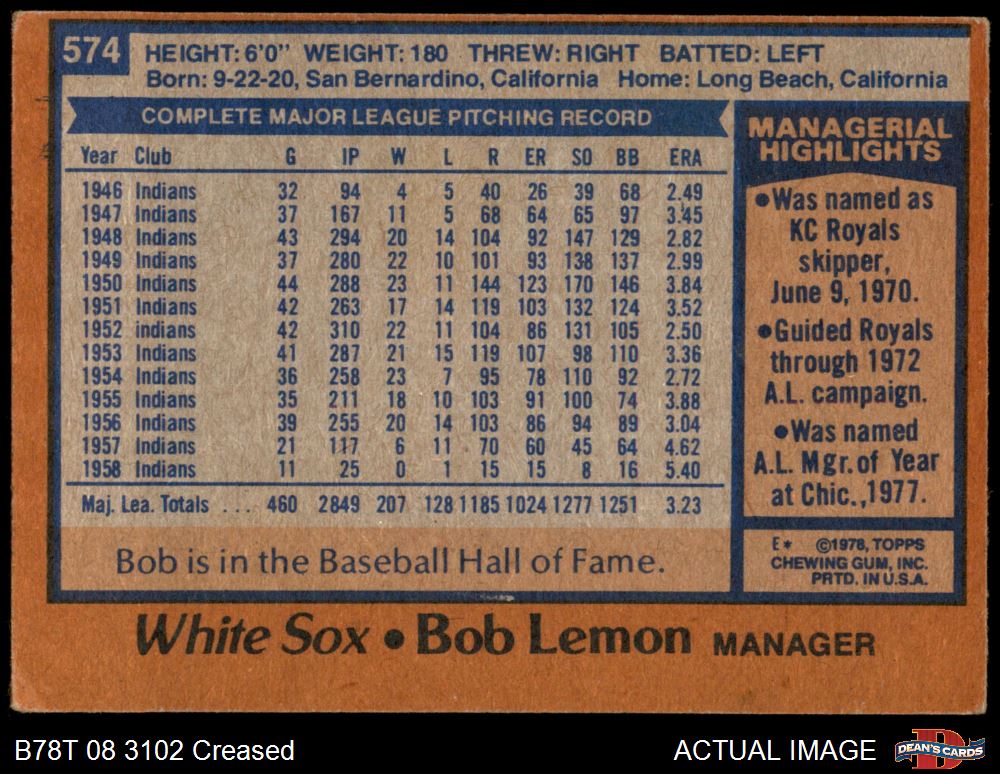 574
HEIGHT: 6'0" WEIGHT: 180 THREW: RIGHT BATTED: LEFT
Born: 9-22-20, San Bernardino, California Home: Long Beach, California
COMPLETE MAJOR LEAGUE PITCHING RECORD
Year Club G IP W L R ER SO BB ERA
1946 Indians 32 94 4 5 40 26 39 68 2.49
1947 Indians 37 167 11 5 68 64 65 97 3.45
1948 Indians 43 294 20 14 104 92 147 129 2.82
1949 Indians 37 280 22 10 101 93 138 137 2.99
1950 Indians 44 288 23 11 144 123 170 146 3.84
1951 Indians 42 263 17 14 119 103 132 124 3.52
1952 Indians 42 310 22 11 104 86 131 105 2.50
1953 Indians 41 287 21 15 119 107 98 110 3.36
1954 Indians 36 258 23 7 95 78 110 92 2.72
1955 Indians 35 211 18 10 103 91 100 74 3.88
1956 Indians 39 255 20 14 103 86 94 89 3.04
1957 Indians 21 117 6 11 70 60 45 64 4.62
1958 Indians 11 25 0 1 15 15 8 16 5.40
Maj. Lea. Totals ... 460 2849 207 128 1185 1024 1277 1251 3.23
Bob is in the Baseball Hall of Fame.
MANAGERIAL
HIGHLIGHTS
•Was named as
KC Royals
skipper,
June 9, 1970.
•Guided Royals
through 1972
A.L. campaign.
•Was named
A.L. Mgr. of Year
at Chic., 1977.
E* ©1978, TOPPS
CHEWING GUM, INC.
PRTD. IN U.S.A.
White Sox • Bob Lemon MANAGER
B78T 08 3102 Creased
ACTUAL IMAGE
DEAN'S CARDS